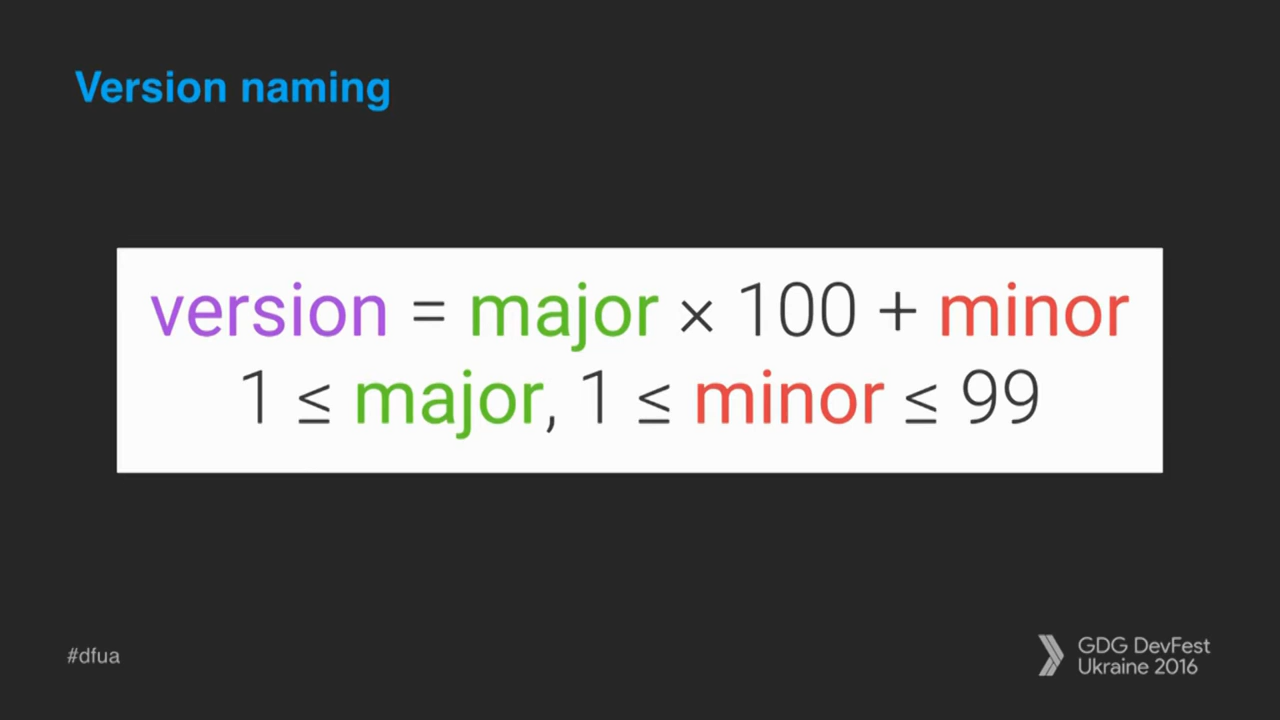 Version naming
version = major × 100 + minor
1 ≤ major, 1 ≤ minor ≤ 99
#dfua
GDG DevFest
Ukraine 2016